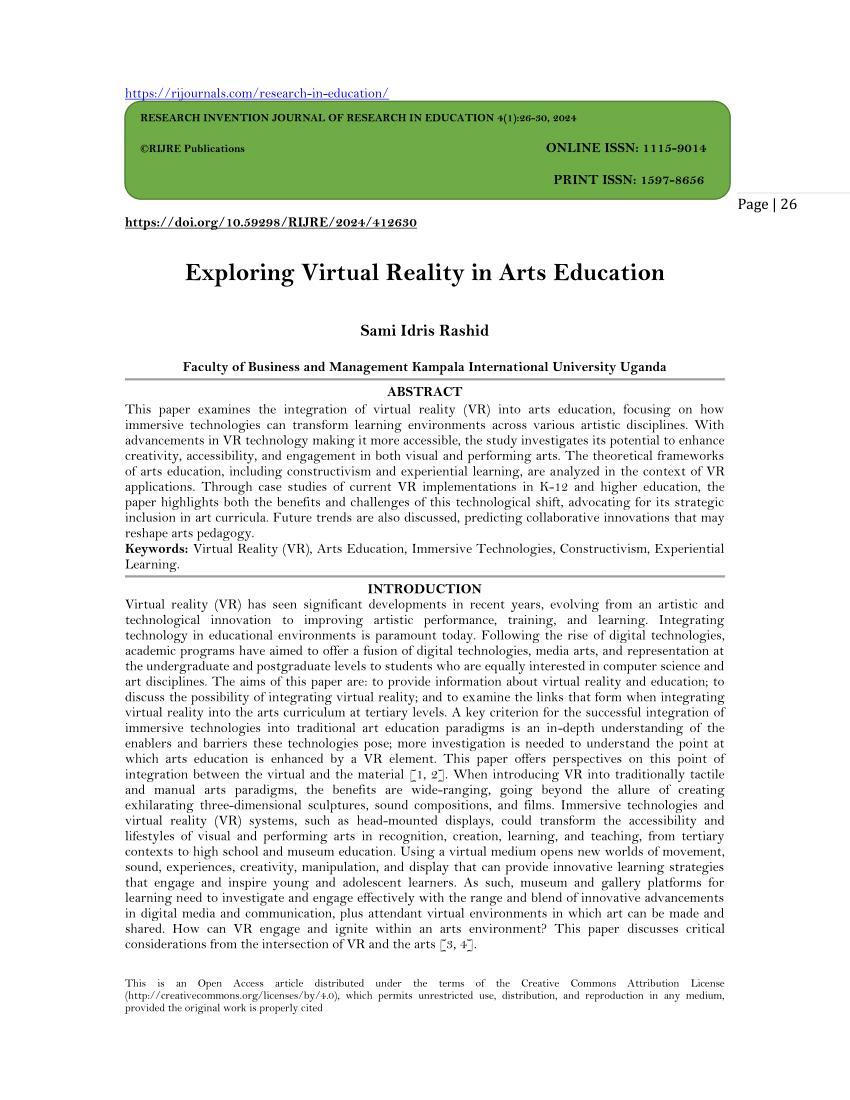 https://rijournals.com/research-in-education/
RESEARCH INVENTION JOURNAL OF RESEARCH IN EDUCATION 4(1):26-30, 2024
©RIJRE Publications
ONLINE ISSN: 1115-9014
PRINT ISSN: 1597-8656
Page | 26
https://doi.org/10.59298/RIJRE/2024/412630
Exploring Virtual Reality in Arts Education
Sami Idris Rashid
Faculty of Business and Management Kampala International University Uganda
ABSTRACT
This paper examines the integration of virtual reality (VR) into arts education, focusing on how
immersive technologies can transform learning environments across various artistic disciplines. With
advancements in VR technology making it more accessible, the study investigates its potential to enhance
creativity, accessibility, and engagement in both visual and performing arts. The theoretical frameworks
of arts education, including constructivism and experiential learning, are analyzed in the context of VR
applications. Through case studies of current VR implementations in K-12 and higher education, the
paper highlights both the benefits and challenges of this technological shift, advocating for its strategic
inclusion in art curricula. Future trends are also discussed, predicting collaborative innovations that may
reshape arts pedagogy.
Keywords: Virtual Reality (VR), Arts Education, Immersive Technologies, Constructivism, Experiential
Learning.
INTRODUCTION
Virtual reality (VR) has seen significant developments in recent years, evolving from an artistic and
technological innovation to improving artistic performance, training, and learning. Integrating
technology in educational environments is paramount today. Following the rise of digital technologies,
academic programs have aimed to offer a fusion of digital technologies, media arts, and representation at
the undergraduate and postgraduate levels to students who are equally interested in computer science and
art disciplines. The aims of this paper are: to provide information about virtual reality and education; to
discuss the possibility of integrating virtual reality; and to examine the links that form when integrating
virtual reality into the arts curriculum at tertiary levels. A key criterion for the successful integration of
immersive technologies into traditional art education paradigms is an in-depth understanding of the
enablers and barriers these technologies pose; more investigation is needed to understand the point at
which arts education is enhanced by a VR element. This paper offers perspectives on this point of
integration between the virtual and the material [1, 2]. When introducing VR into traditionally tactile
and manual arts paradigms, the benefits are wide-ranging, going beyond the allure of creating
exhilarating three-dimensional sculptures, sound compositions, and films. Immersive technologies and
virtual reality (VR) systems, such as head-mounted displays, could transform the accessibility and
lifestyles of visual and performing arts in recognition, creation, learning, and teaching, from tertiary
contexts to high school and museum education. Using a virtual medium opens new worlds of movement,
sound, experiences, creativity, manipulation, and display that can provide innovative learning strategies
that engage and inspire young and adolescent learners. As such, museum and gallery platforms for
learning need to investigate and engage effectively with the range and blend of innovative advancements
in digital media and communication, plus attendant virtual environments in which art can be made and
shared. How can VR engage and ignite within an arts environment? This paper discusses critical
considerations from the intersection of VR and the arts [3, 4].
This is an Open Access article distributed under the terms of the Creative Commons Attribution License
(http://creativecommons.org/licenses/by/4.0), which permits unrestricted use, distribution, and reproduction in any medium,
provided the original work is properly cited